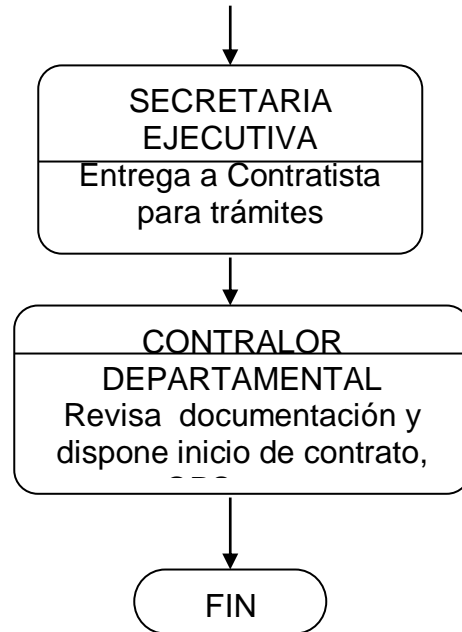 SECRETARIA
EJECUTIVA
Entrega a Contratista
para trámites
CONTRALOR
DEPARTAMENTAL
Revisa documentación y
dispone inicio de contrato,
FIN